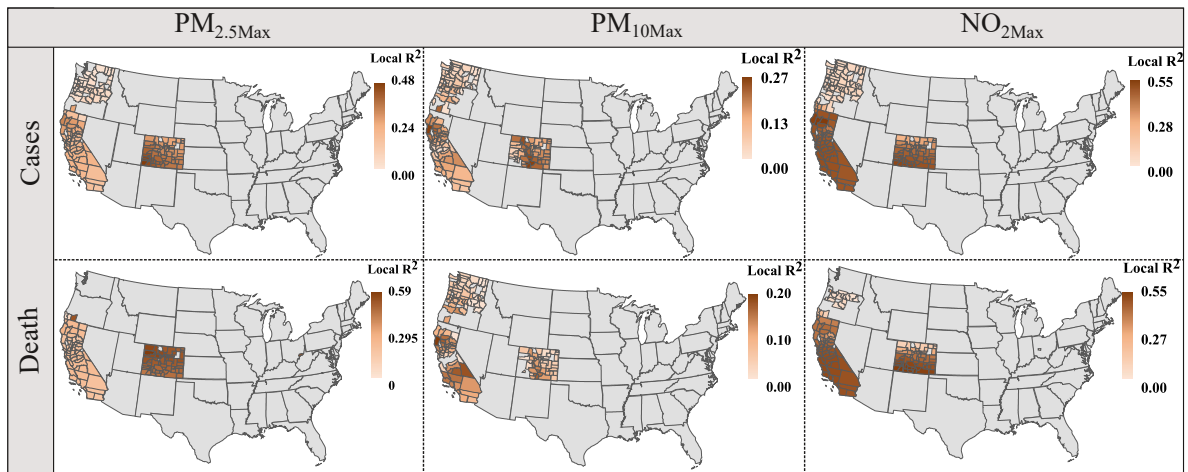 PM2.5Max PM10Max NO2Max
Cases
Local R²
0.48
0.24
0.00
Local R²
0.27
0.13
0.00
Local R²
0.55
0.28
0.00
Death
Local R²
0.59
0.295
0
Local R²
0.20
0.10
0.00
Local R²
0.55
0.27
0.00